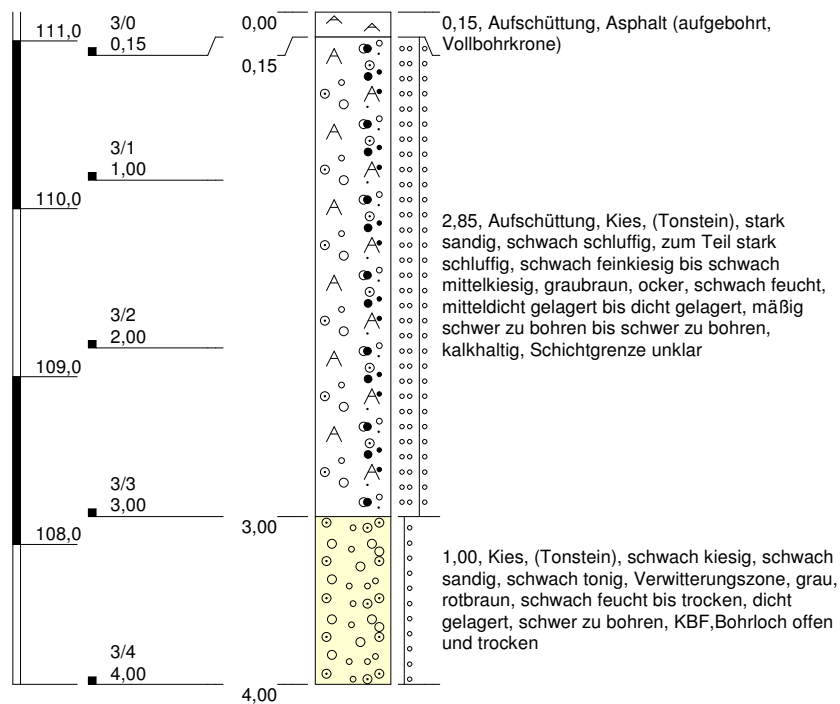 111,0
110,0
109,0
108,0
3/0
0,15
3/1
1,00
3/2
2,00
3/3
3,00
3/4
4,00
0,00
0,15
3,00
4,00
0,15, Aufschüttung, Asphalt (aufgebohrt,
Vollbohrkrone)
2,85, Aufschüttung, Kies, (Tonstein), stark
sandig, schwach schluffig, zum Teil stark
schluffig, schwach feinkiesig bis schwach
mittelkiesig, graubraun, ocker, schwach feucht,
mitteldicht gelagert bis dicht gelagert, mäßig
schwer zu bohren bis schwer zu bohren,
kalkhaltig, Schichtgrenze unklar
1,00, Kies, (Tonstein), schwach kiesig, schwach
sandig, schwach tonig, Verwitterungszone, grau,
rotbraun, schwach feucht bis trocken, dicht
gelagert, schwer zu bohren, KBF,Bohrloch offen
und trocken